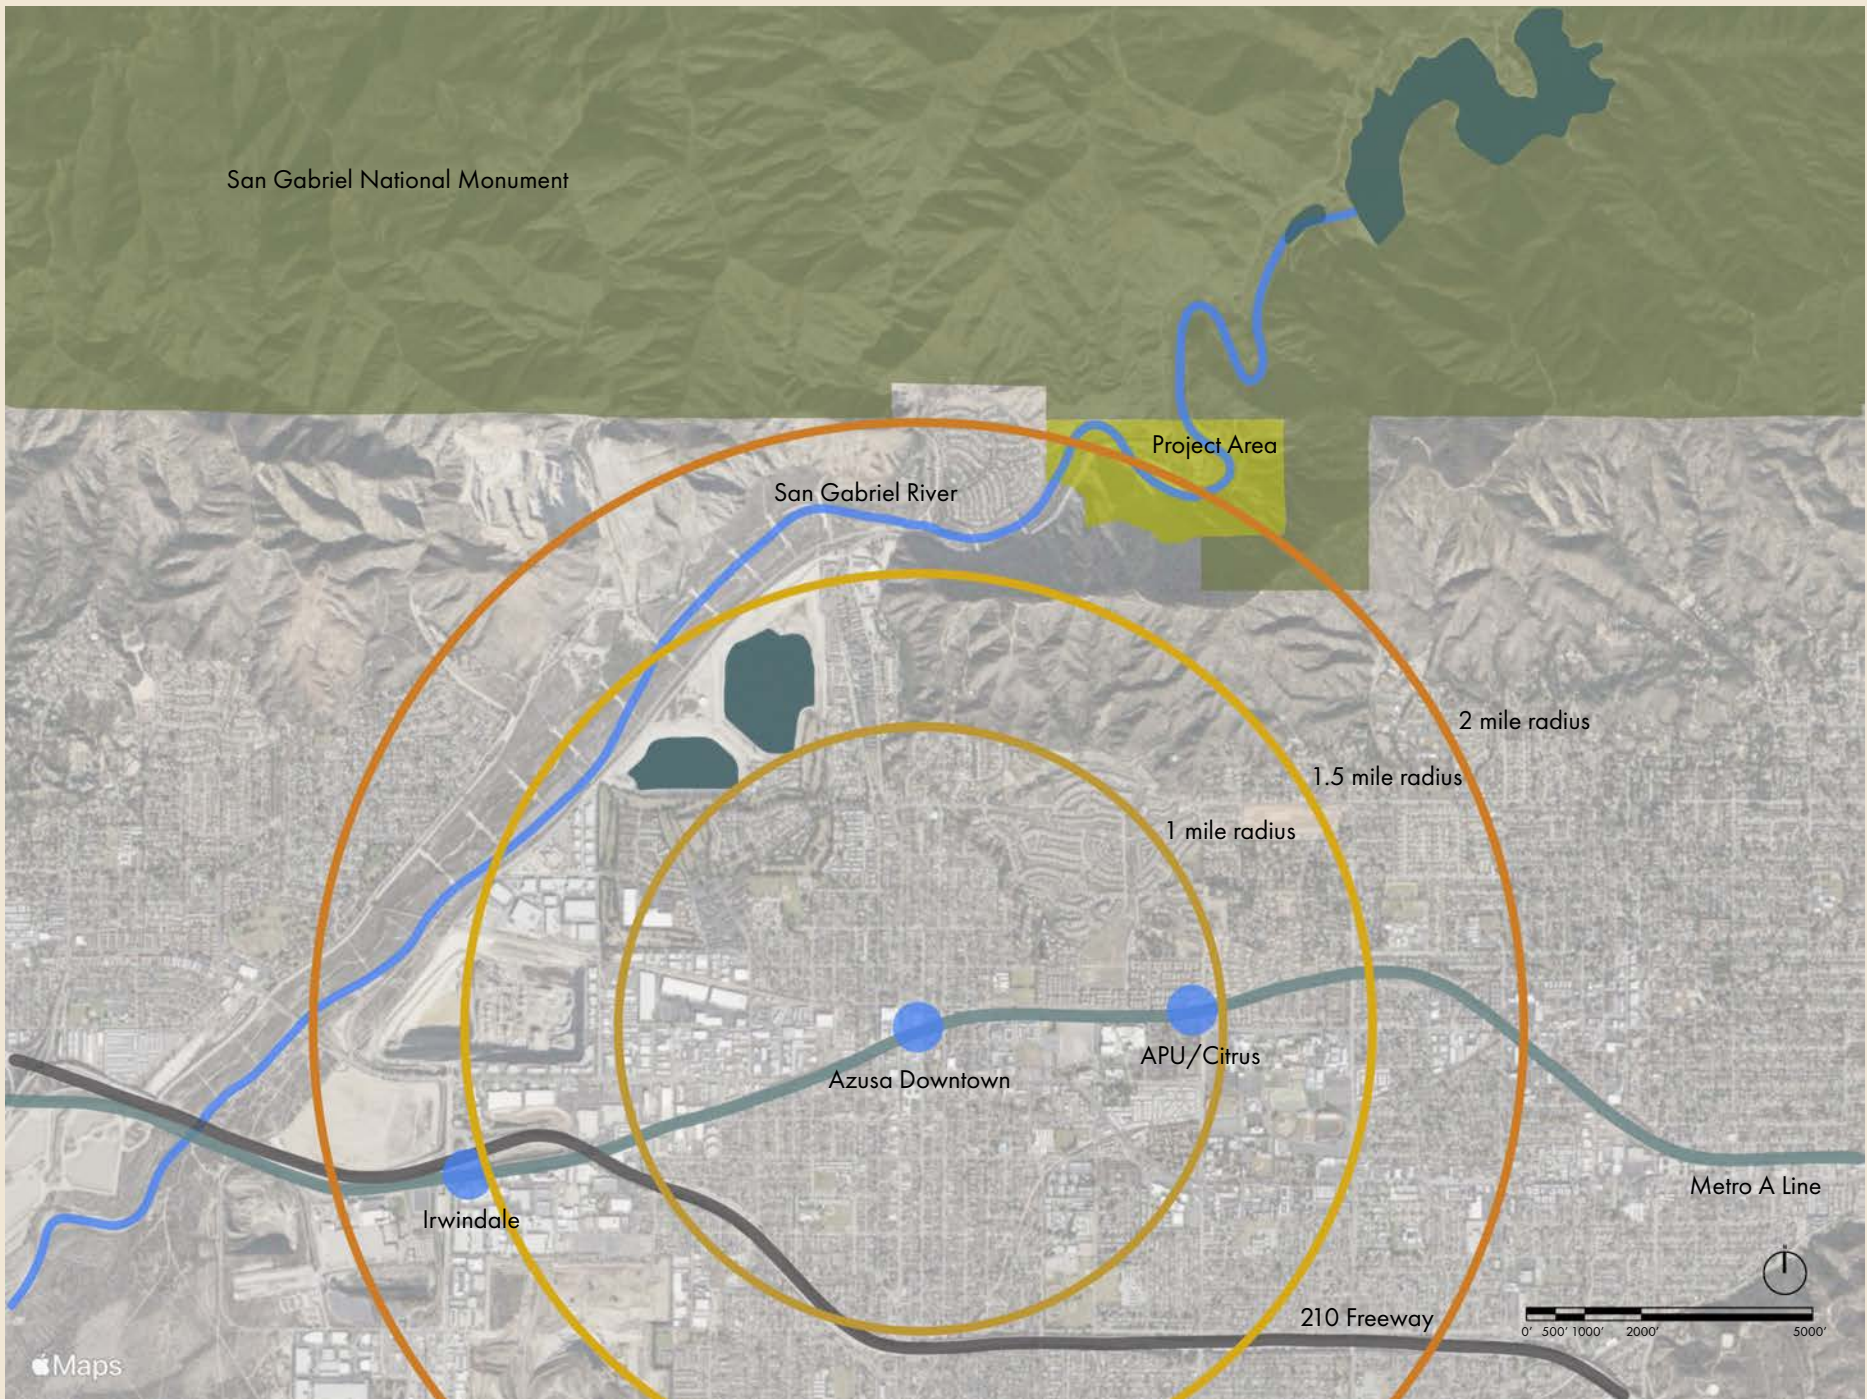 San Gabriel National Monument
Project Area
San Gabriel River
2 mile radius
1.5 mile radius
1 mile radius
APU/Citrus
Azusa Downtown
Metro A Line
Irwindale
N
210 Freeway
0' 500' 1000' 2000' 5000'
Maps